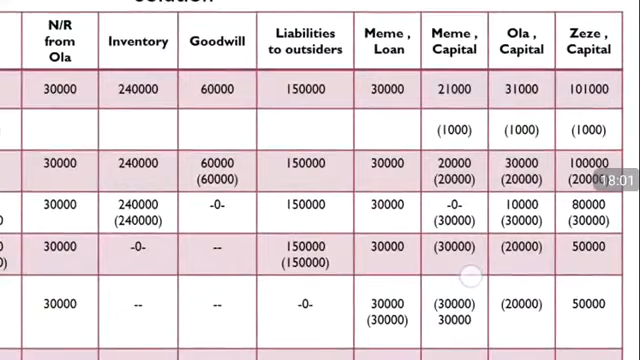 solution
N/R from Ola | Inventory | Goodwill | Liabilities to outsiders | Meme , Loan | Meme , Capital | Ola , Capital | Zeze , Capital
30000 | 240000 | 60000 | 150000 | 30000 | 21000 | 31000 | 101000
(1000) | (1000) | (1000)
30000 | 240000 | 60000 (60000) | 150000 | 30000 | 20000 (20000) | 30000 (20000) | 100000
18:01
30000 | 240000 (240000) | -0- | 150000 | 30000 | -0- (30000) | 10000 (30000) | 80000 (30000)
30000 | -0- | -- | 150000 (150000) | 30000 | (30000) | (20000) | 50000
30000 | -- | -- | -0- | 30000 (30000) | (30000) 30000 | (20000) | 50000